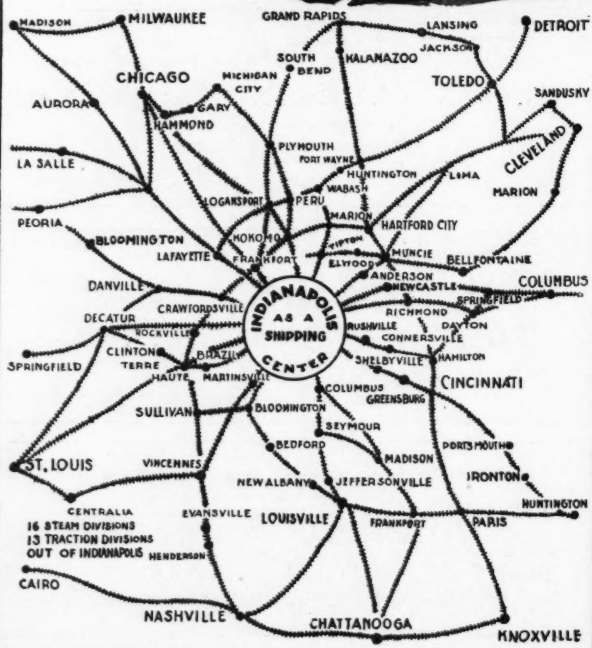 MADISON
MILWAUKEE
GRAND RAPIDS
LANSING
DETROIT
JACKSON
KALAMAZOO
SOUTH
BEND
CHICAGO
MICHIGAN
CITY
TOLEDO
SANDUSKY
AURORA
GARY
HAMMOND
CLEVELAND
PLYMOUTH
FORT WAYNE
LA SALLE
HUNTINGTON
LIMA
WABASH
MARION
LOGANSPORT
PERU
PEORIA
MARION
HARTFORD CITY
BLOOMINGTON
KOKOMO
TIPTON
MUNCIE
LAFAYETTE
FRANKFORT
ELWOOD
BELLFONTAINE
ANDERSON
DANVILLE
NEWCASTLE
COLUMBUS
CRAWFORDSVILLE
RICHMOND
SPRINGFIELD
INDIANAPOLIS
AS A
SHIPPING
CENTER
DECATUR
ROCKVILLE
RUSHVILLE
DAYTON
CONNERSVILLE
CLINTON
BRAZIL
SHELBYVILLE
HAMILTON
SPRINGFIELD
TERRE
HAUTE
MARTINSVILLE
COLUMBUS
GREENSBURG
CINCINNATI
SULLIVAN
BLOOMINGTON
SEYMOUR
BEDFORD
MADISON
PORTSMOUTH
ST. LOUIS
VINCENNES
NEW ALBANY
JEFFERSONVILLE
IRONTON
CENTRALIA
EVANSVILLE
LOUISVILLE
FRANKFORT
PARIS
HUNTINGTON
16 STEAM DIVISIONS
13 TRACTION DIVISIONS
OUT OF INDIANAPOLIS
HENDERSON
CAIRO
NASHVILLE
CHATTANOOGA
KNOXVILLE